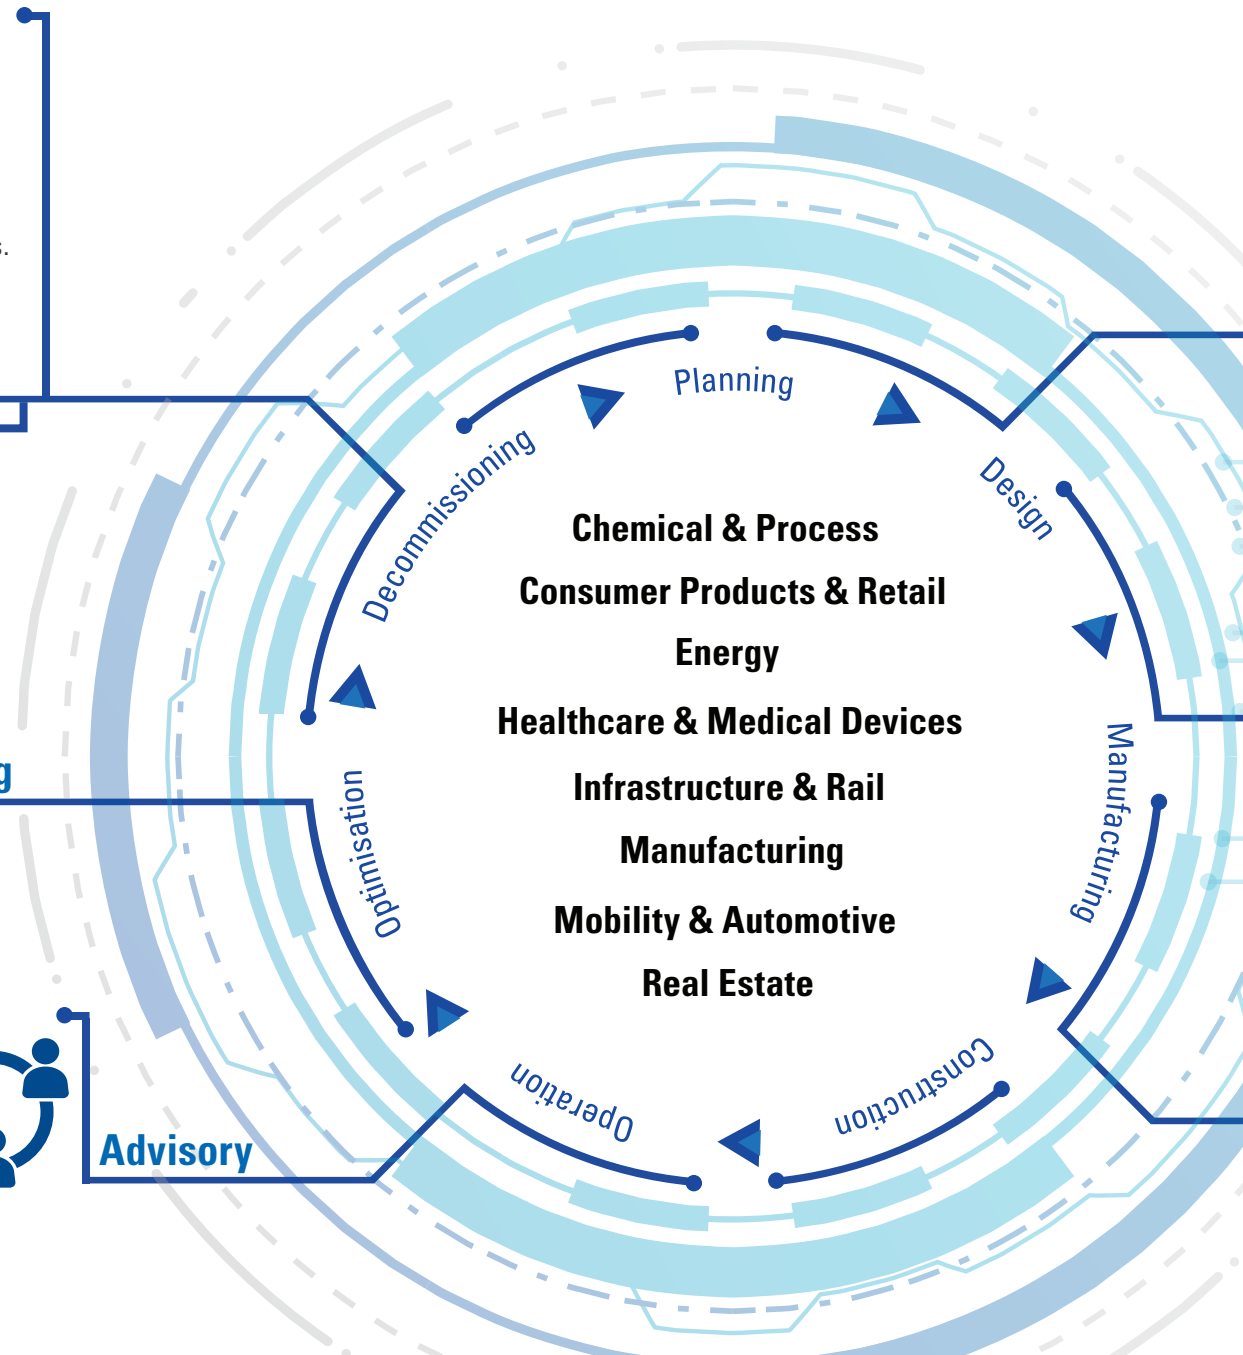 Planning
Design
Manufacturing
Construction
Operation
Optimisation
Decommissioning
Chemical & Process
Consumer Products & Retail
Energy
Healthcare & Medical Devices
Infrastructure & Rail
Manufacturing
Mobility & Automotive
Real Estate
Advisory